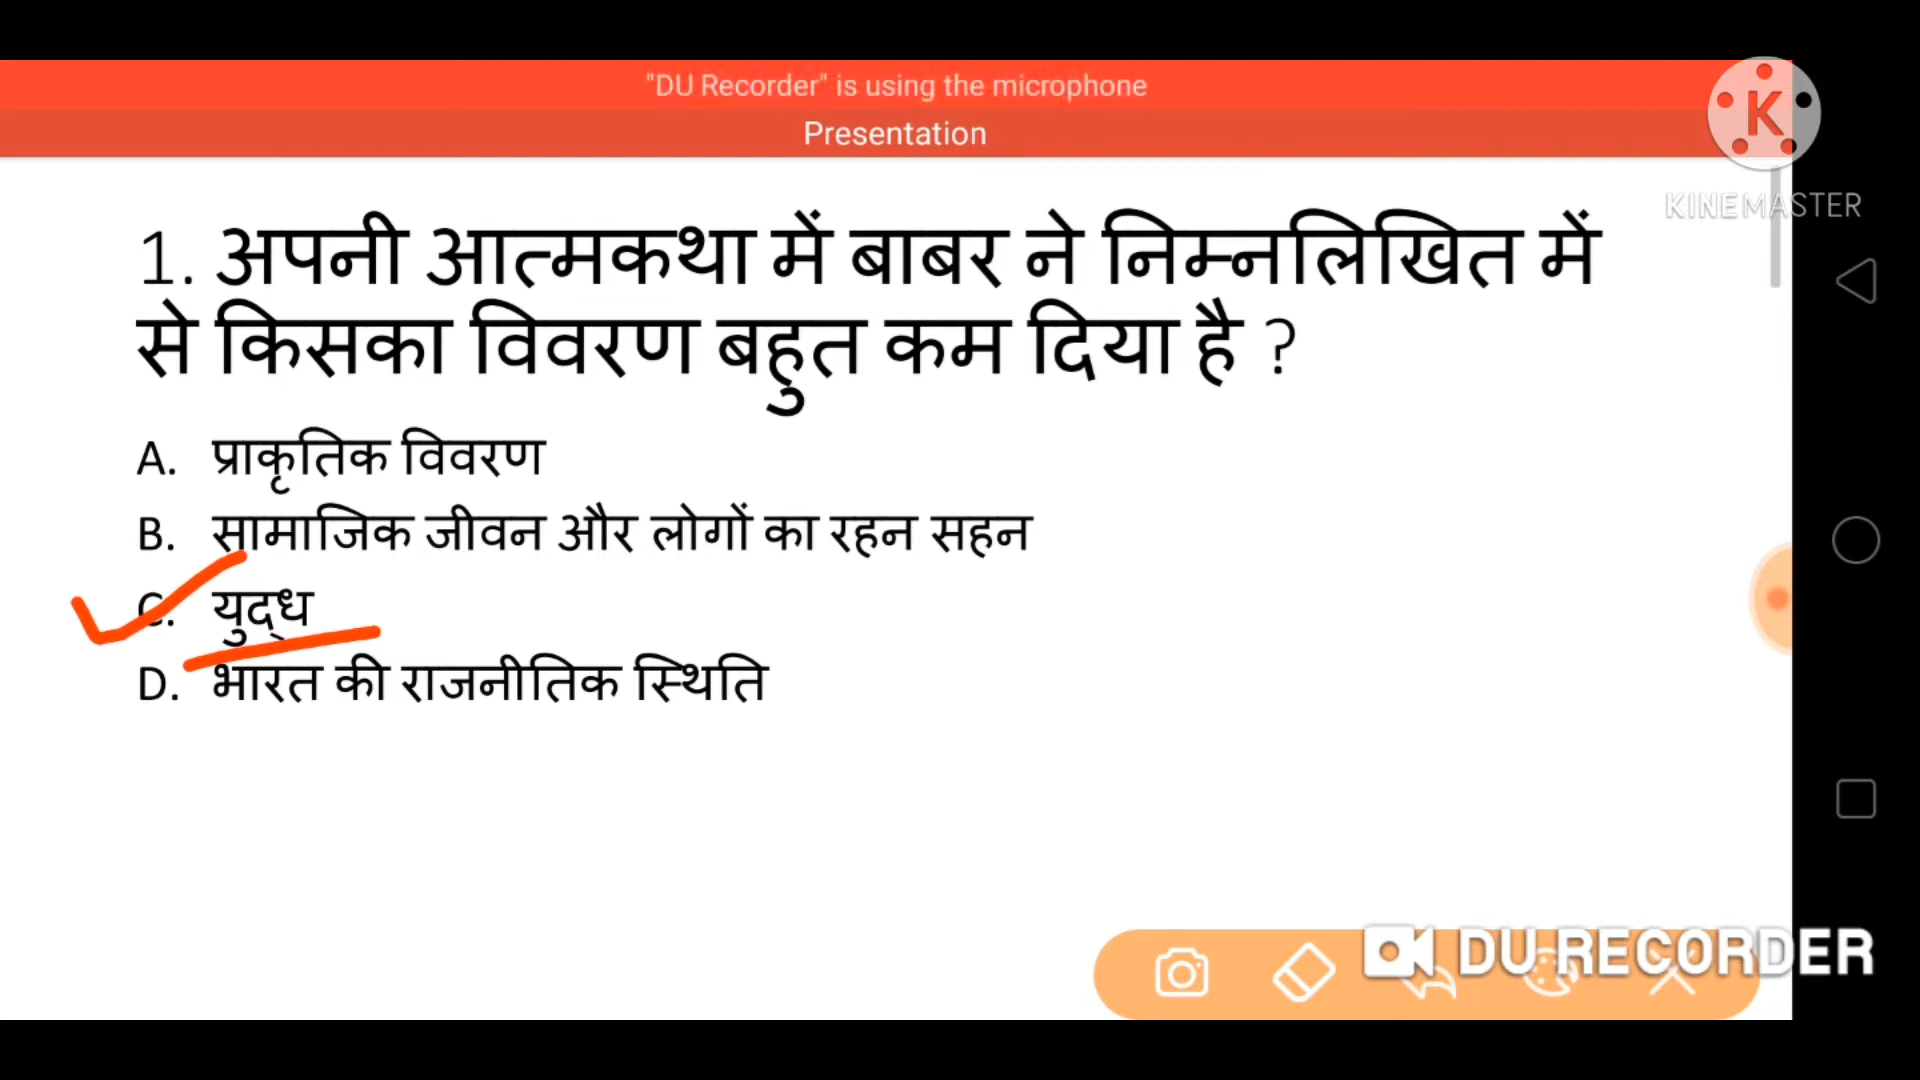 "DU Recorder" is using the microphone
Presentation
K
KINEMASTER
1. अपनी आत्मकथा में बाबर ने निम्नलिखित में
से किसका विवरण बहुत कम दिया है ?
A. प्राकृतिक विवरण
B. सामाजिक जीवन और लोगों का रहन सहन
C. युद्ध
D. भारत की राजनीतिक स्थिति
DU RECORDER